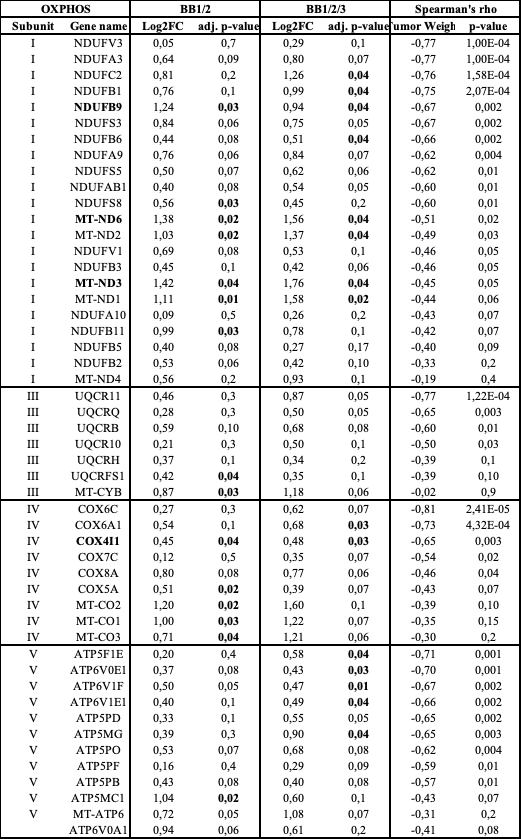 OXPHOS BB1/2 BB1/2/3 Spearman's rho
Subunit Gene name Log2FC adj. p-value Log2FC adj. p-value Tumor Weigh p-value
I NDUFV3 0,05 0,7 0,29 0,1 -0,77 1,00E-04
I NDUFA3 0,64 0,09 0,80 0,07 -0,77 1,00E-04
I NDUFC2 0,81 0,2 1,26 0,04 -0,76 1,58E-04
I NDUFB1 0,76 0,1 0,99 0,04 -0,75 2,07E-04
I NDUFB9 1,24 0,03 0,94 0,04 -0,67 0,002
I NDUFS3 0,84 0,06 0,75 0,05 -0,67 0,002
I NDUFB6 0,44 0,08 0,51 0,04 -0,66 0,002
I NDUFA9 0,76 0,06 0,84 0,07 -0,62 0,004
I NDUFS5 0,50 0,07 0,62 0,06 -0,62 0,01
I NDUFAB1 0,40 0,08 0,54 0,05 -0,60 0,01
I NDUFS8 0,56 0,03 0,45 0,2 -0,60 0,01
I MT-ND6 1,38 0,02 1,56 0,04 -0,51 0,02
I MT-ND2 1,03 0,02 1,37 0,04 -0,49 0,03
I NDUFV1 0,69 0,08 0,53 0,1 -0,46 0,05
I NDUFB3 0,45 0,1 0,42 0,06 -0,46 0,05
I MT-ND3 1,42 0,04 1,76 0,04 -0,45 0,05
I MT-ND1 1,11 0,01 1,58 0,02 -0,44 0,06
I NDUFA10 0,09 0,5 0,26 0,2 -0,43 0,07
I NDUFB11 0,99 0,03 0,78 0,1 -0,42 0,07
I NDUFB5 0,40 0,08 0,27 0,17 -0,40 0,09
I NDUFB2 0,53 0,06 0,42 0,10 -0,33 0,2
I MT-ND4 0,56 0,2 0,93 0,1 -0,19 0,4
III UQCR11 0,46 0,3 0,87 0,05 -0,77 1,22E-04
III UQCRQ 0,28 0,3 0,50 0,05 -0,65 0,003
III UQCRB 0,59 0,10 0,68 0,08 -0,60 0,01
III UQCR10 0,21 0,3 0,50 0,1 -0,50 0,03
III UQCRH 0,37 0,1 0,34 0,2 -0,39 0,1
III UQCRFS1 0,42 0,04 0,35 0,1 -0,39 0,10
III MT-CYB 0,87 0,03 1,18 0,06 -0,02 0,9
IV COX6C 0,27 0,3 0,62 0,07 -0,81 2,41E-05
IV COX6A1 0,54 0,1 0,68 0,03 -0,73 4,32E-04
IV COX4I1 0,45 0,04 0,48 0,03 -0,65 0,003
IV COX7C 0,12 0,5 0,35 0,07 -0,54 0,02
IV COX8A 0,80 0,08 0,77 0,06 -0,46 0,04
IV COX5A 0,51 0,02 0,39 0,07 -0,43 0,07
IV MT-CO2 1,20 0,02 1,60 0,1 -0,39 0,10
IV MT-CO1 1,00 0,03 1,22 0,07 -0,35 0,15
IV MT-CO3 0,71 0,04 1,21 0,06 -0,30 0,2
V ATP5F1E 0,20 0,4 0,58 0,04 -0,71 0,001
V ATP6V0E1 0,37 0,08 0,43 0,03 -0,70 0,001
V ATP6V1F 0,50 0,05 0,47 0,01 -0,67 0,002
V ATP6V1E1 0,40 0,1 0,49 0,04 -0,66 0,002
V ATP5PD 0,33 0,1 0,55 0,05 -0,65 0,002
V ATP5MG 0,39 0,3 0,90 0,04 -0,65 0,003
V ATP5PO 0,53 0,07 0,68 0,08 -0,62 0,004
V ATP5PF 0,16 0,4 0,29 0,09 -0,59 0,01
V ATP5PB 0,43 0,08 0,40 0,08 -0,57 0,01
V ATP5MC1 1,04 0,02 0,60 0,1 -0,43 0,07
V MT-ATP6 0,72 0,05 1,08 0,07 -0,31 0,2
ATP6V0A1 0,94 0,06 0,61 0,2 -0,41 0,08